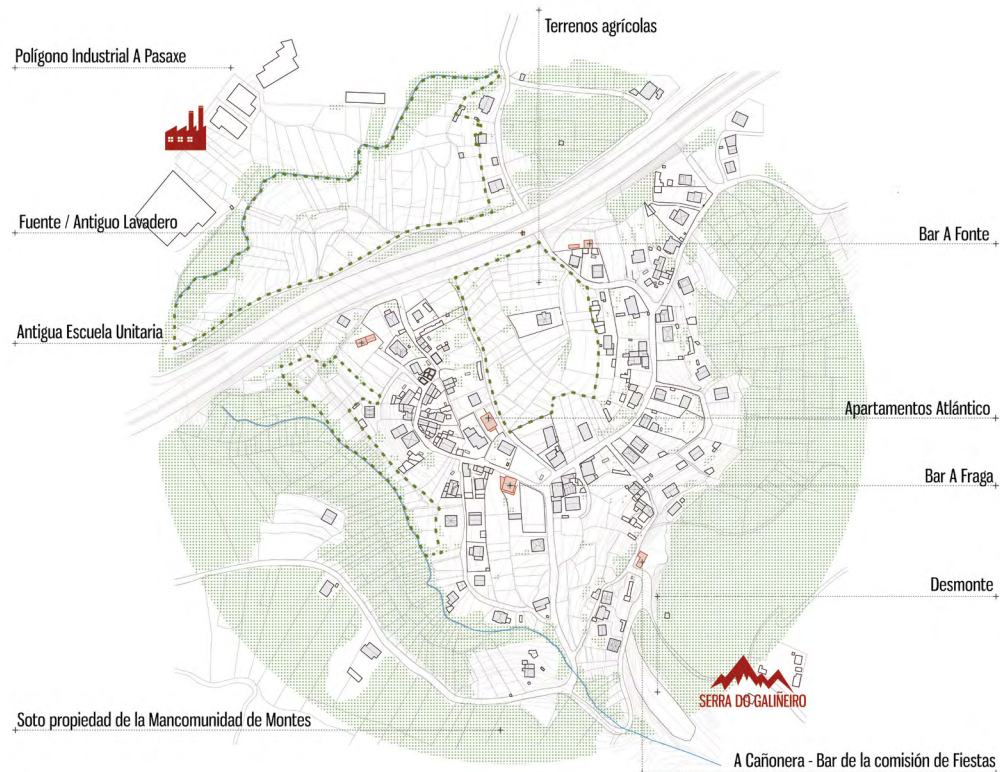 Terrenos agrícolas
Polígono Industrial A Pasaxe
Fuente / Antiguo Lavadero
Bar A Fonte
Antigua Escuela Unitaria
Apartamentos Atlántico
Bar A Fraga
Desmonte
SERRA DO GALIÑEIRO
Soto propiedad de la Mancomunidad de Montes
A Cañonera - Bar de la comisión de Fiestas